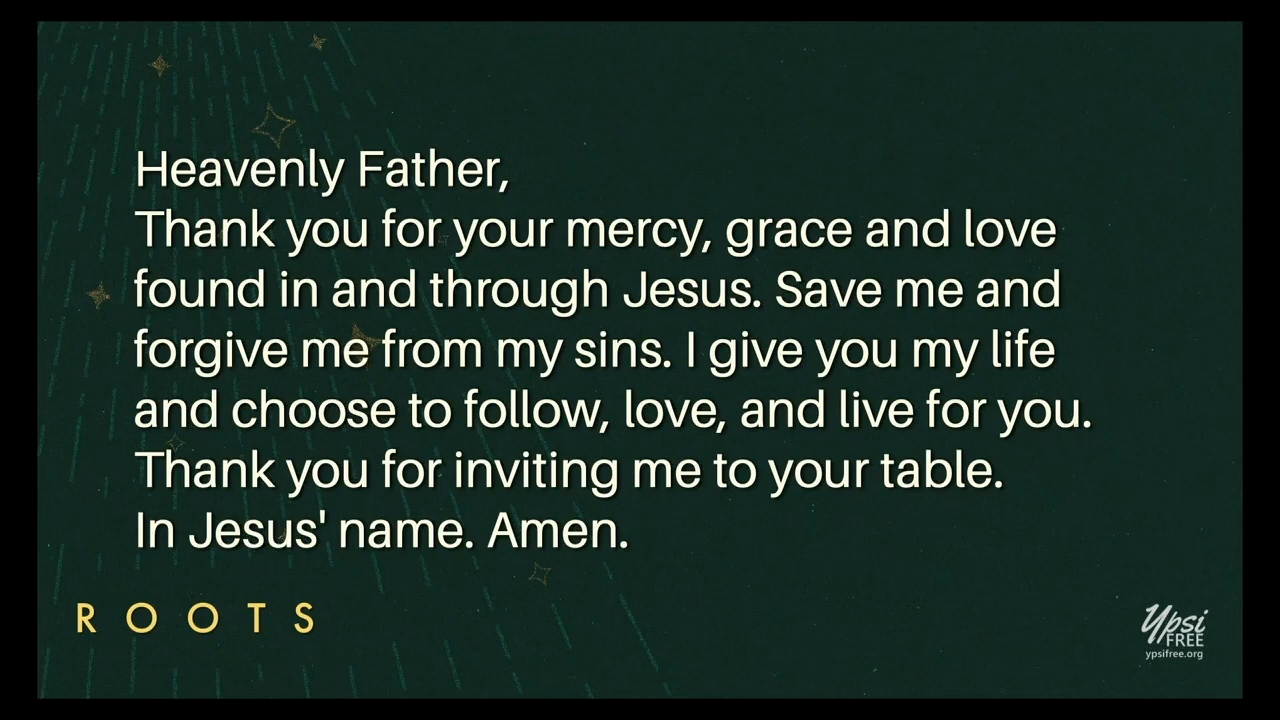 Heavenly Father,
Thank you for your mercy, grace and love
found in and through Jesus. Save me and
forgive me from my sins. I give you my life
and choose to follow, love, and live for you.
Thank you for inviting me to your table.
In Jesus' name. Amen.
ROOTS
Ypsi
FREE
ypsifree.org